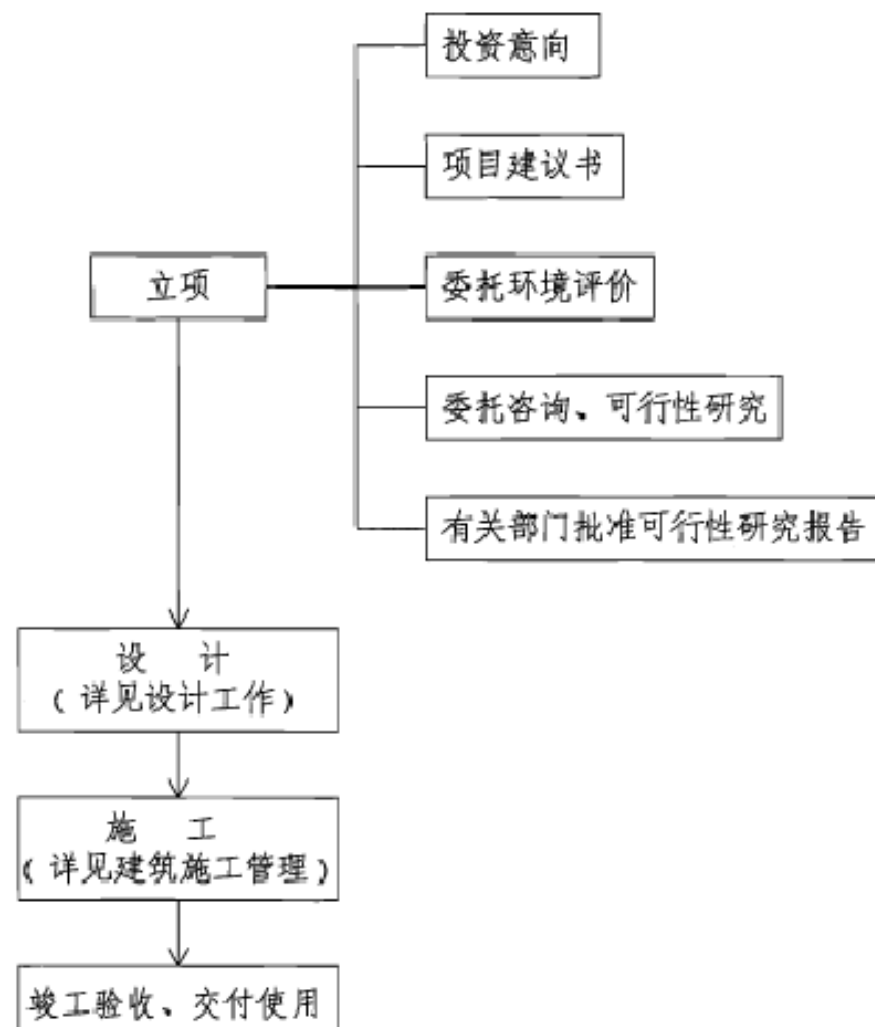 投资意向
项目建议书
立项
委托环境评价
委托咨询、可行性研究
有关部门批准可行性研究报告
设 计
(详见设计工作)
施 工
(详见建筑施工管理)
竣工验收、交付使用